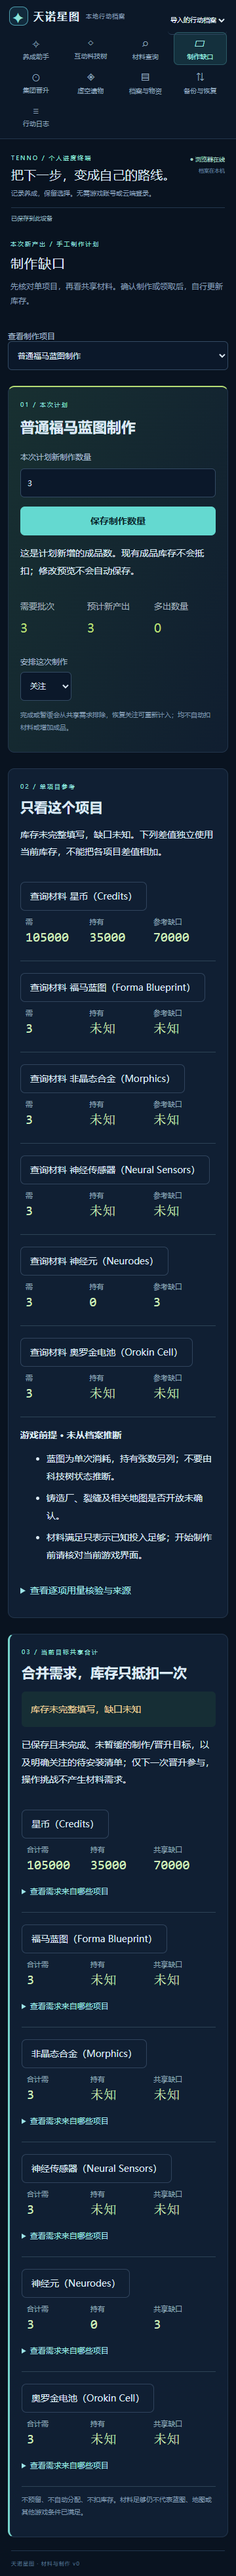 天诺星图 本地行动档案
导入的行动档案
养成助手
互动科技树
材料查询
制作缺口
集团晋升
虚空遗物
档案与物资
备份与恢复
行动日志
TENNO / 个人进度终端
把下一步，变成自己的路线。
记录养成、保留选择。无需游戏账号或云端登录。
浏览器在线
档案在本机
已保存到此设备
本次新产出 / 手工制作计划
制作缺口
先核对单项目，再看共享材料。确认制作或领取后，自行更新
库存。
查看制作项目
普通福马蓝图制作
01 / 本次计划
普通福马蓝图制作
本次计划新制作数量
3
保存制作数量
这是计划新增的成品数。现有成品库存不会抵
扣；修改预览不会自动保存。
需要批次 预计新产出 多出数量
3 3 0
安排这次制作
关注
完成或暂缓会从共享需求排除，恢复关注可重新计入；均不自动扣
材料或增加成品。
02 / 单项目参考
只看这个项目
库存未完整填写，缺口未知。下列差值独立使用
当前库存，不能把各项目差值相加。
查询材料 星币（Credits）
需 持有 参考缺口
105000 35000 70000
查询材料 福马蓝图（Forma Blueprint）
需 持有 参考缺口
3 未知 未知
查询材料 非晶态合金（Morphics）
需 持有 参考缺口
3 未知 未知
查询材料 神经传感器（Neural Sensors）
需 持有 参考缺口
3 未知 未知
查询材料 神经元（Neurodes）
需 持有 参考缺口
3 0 3
查询材料 奥罗金电池（Orokin Cell）
需 持有 参考缺口
3 未知 未知
游戏前提 · 未从档案推断
蓝图为单次消耗，持有张数另列；不要由
科技树状态推断。
铸造厂、裂缝及相关地图是否开放未确
认。
材料满足只表示已知投入足够；开始制作
前请核对当前游戏界面。
查看逐项用量核验与来源
03 / 当前目标共享合计
合并需求，库存只抵扣一次
库存未完整填写，缺口未知
已保存且未完成、未暂缓的制作/晋升目标，以
及明确关注的待安装清单；仅下一次晋升参与，
操作挑战不产生材料需求。
星币（Credits）
合计需 持有 共享缺口
105000 35000 70000
查看需求来自哪些项目
福马蓝图（Forma Blueprint）
合计需 持有 共享缺口
3 未知 未知
查看需求来自哪些项目
非晶态合金（Morphics）
合计需 持有 共享缺口
3 未知 未知
查看需求来自哪些项目
神经传感器（Neural Sensors）
合计需 持有 共享缺口
3 未知 未知
查看需求来自哪些项目
神经元（Neurodes）
合计需 持有 共享缺口
3 0 3
查看需求来自哪些项目
奥罗金电池（Orokin Cell）
合计需 持有 共享缺口
3 未知 未知
查看需求来自哪些项目
不预留、不自动分配、不扣库存。材料足够仍不代表蓝图、地图或
其他游戏条件已满足。
天诺星图 · 材料与制作 v0